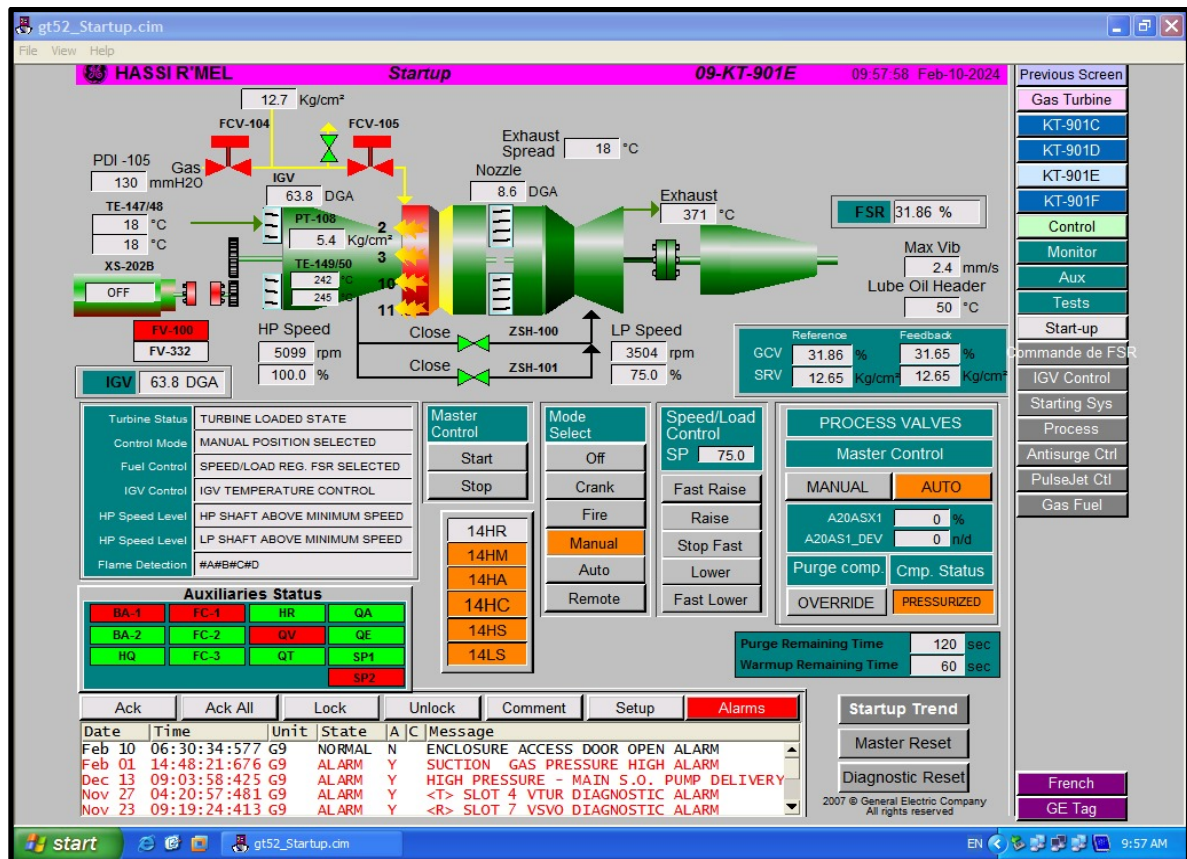 gt52_Startup.cim
File View Help
HASSI R'MEL Startup 09-KT-901E 09:57:58 Feb-10-2024
Previous Screen
Gas Turbine
KT-901C
KT-901D
KT-901E
KT-901F
Control
Monitor
Aux
Tests
Start-up
Commande de FSR
IGV Control
Starting Sys
Process
Antisurge Ctrl
PulseJet Ctl
Gas Fuel
French
GE Tag
12.7 Kg/cm²
FCV-104 FCV-105
Exhaust Spread 18 °C
PDI -105 Gas
130 mmH2O
IGV
63.8 DGA
Nozzle
8.6 DGA
Exhaust
371 °C
FSR 31.86 %
TE-147/48
18 °C
18 °C
PT-108
5.4 Kg/cm²
2
3
10
11
TE-149/50
242 °C
245 °C
XS-202B
OFF
Max Vib
2.4 mm/s
Lube Oil Header
50 °C
FV-100
FV-332
HP Speed
5099 rpm
100.0 %
Close ZSH-100
Close ZSH-101
LP Speed
3504 rpm
75.0 %
Reference Feedback
GCV 31.86 % 31.65 %
SRV 12.65 Kg/cm² 12.65 Kg/cm²
IGV 63.8 DGA
Turbine Status TURBINE LOADED STATE
Control Mode MANUAL POSITION SELECTED
Fuel Control SPEED/LOAD REG. FSR SELECTED
IGV Control IGV TEMPERATURE CONTROL
HP Speed Level HP SHAFT ABOVE MINIMUM SPEED
HP Speed Level LP SHAFT ABOVE MINIMUM SPEED
Flame Detection #A#B#C#D
Master Control
Start
Stop
14HR
14HM
14HA
14HC
14HS
14LS
Mode Select
Off
Crank
Fire
Manual
Auto
Remote
Speed/Load Control
SP 75.0
Fast Raise
Raise
Stop Fast
Lower
Fast Lower
PROCESS VALVES
Master Control
MANUAL AUTO
A20ASX1 0 %
A20AS1_DEV 0 n/d
Purge comp. Cmp. Status
OVERRIDE PRESSURIZED
Auxiliaries Status
BA-1 FC-1 HR QA
BA-2 FC-2 QV QE
HQ FC-3 QT SP1
SP2
Purge Remaining Time 120 sec
Warmup Remaining Time 60 sec
Ack Ack All Lock Unlock Comment Setup Alarms
Date Time Unit State A C Message
Feb 10 06:30:34:577 G9 NORMAL N ENCLOSURE ACCESS DOOR OPEN ALARM
Feb 01 14:48:21:676 G9 ALARM Y SUCTION GAS PRESSURE HIGH ALARM
Dec 13 09:03:58:425 G9 ALARM Y HIGH PRESSURE - MAIN S.O. PUMP DELIVERY
Nov 27 04:20:57:481 G9 ALARM Y <T> SLOT 4 VTUR DIAGNOSTIC ALARM
Nov 23 09:19:24:413 G9 ALARM Y <R> SLOT 7 VSVO DIAGNOSTIC ALARM
Startup Trend
Master Reset
Diagnostic Reset
2007 © General Electric Company
All rights reserved
start gt52_Startup.cim EN 9:57 AM